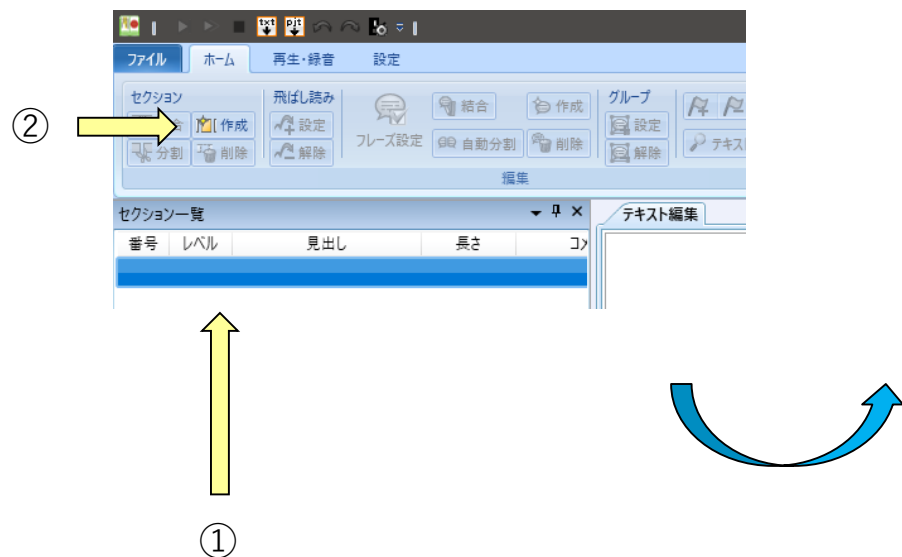 txt pjt
ファイル ホーム 再生・録音 設定
セクション 飛ばし読み グループ
② 作成 設定 フレーズ設定 結合 作成 設定
分割 削除 解除 自動分割 削除 解除
編集
セクション一覧 テキスト編集
番号 レベル 見出し 長さ
①